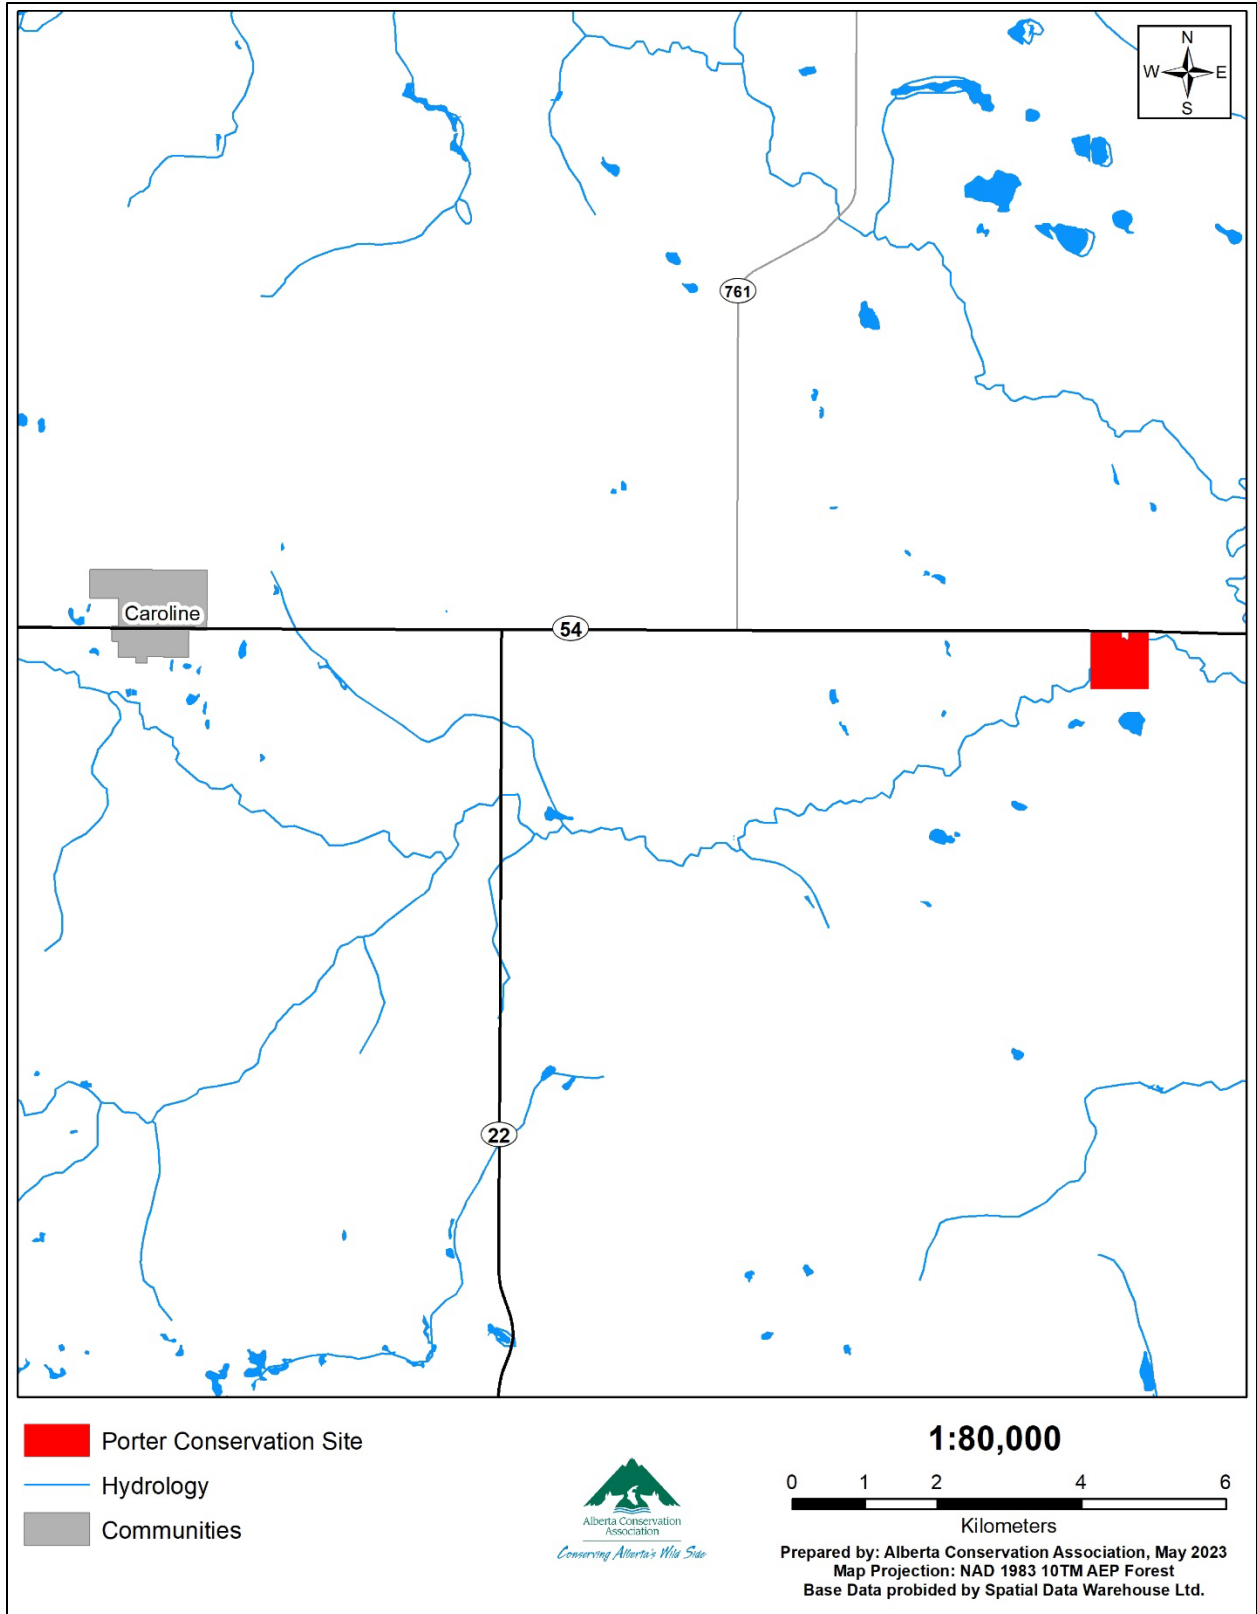 N
W E
S
761
Caroline
54
22
Porter Conservation Site
Hydrology
Communities
Alberta Conservation
Association
Conserving Alberta's Wild Side
1:80,000
0 1 2 4 6
Kilometers
Prepared by: Alberta Conservation Association, May 2023
Map Projection: NAD 1983 10TM AEP Forest
Base Data probided by Spatial Data Warehouse Ltd.